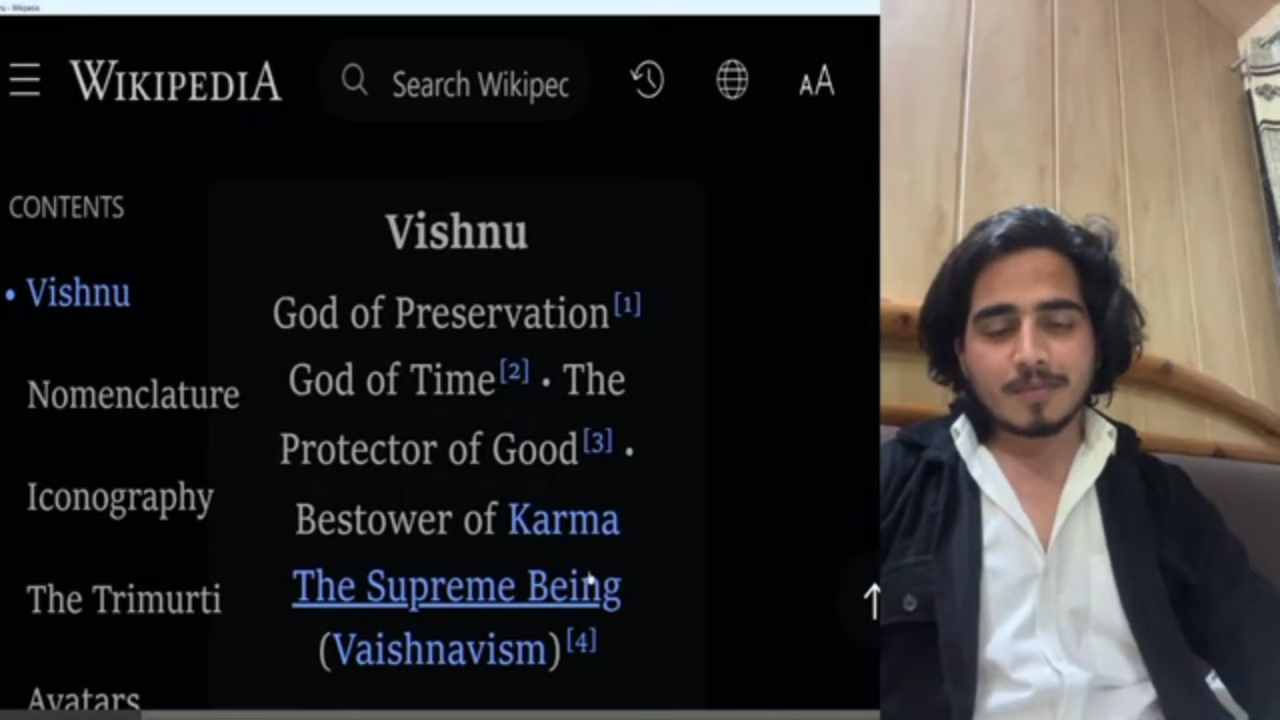 WIKIPEDIA
Search Wikipec
AA
CONTENTS
• Vishnu
Nomenclature
Iconography
The Trimurti
Avatars
Vishnu
God of Preservation[1]
God of Time[2] • The
Protector of Good[3] •
Bestower of Karma
The Supreme Being
(Vaishnavism)[4]